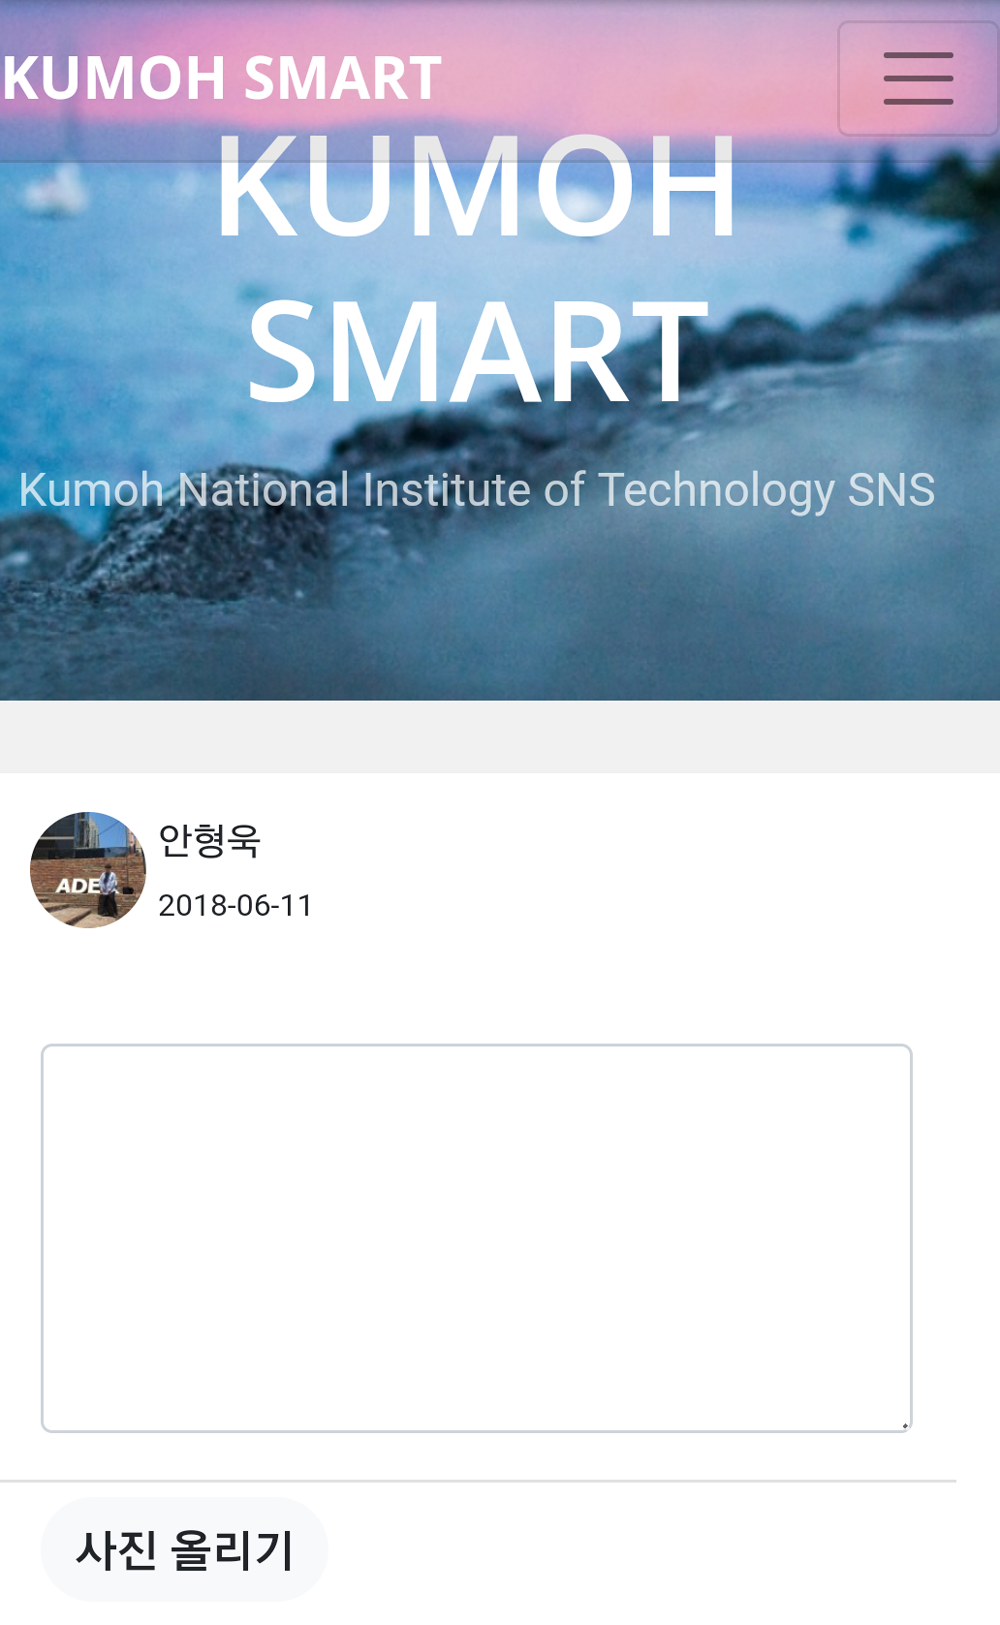 KUMOH SMART
KUMOH
SMART
Kumoh National Institute of Technology SNS
안형욱
2018-06-11
사진 올리기